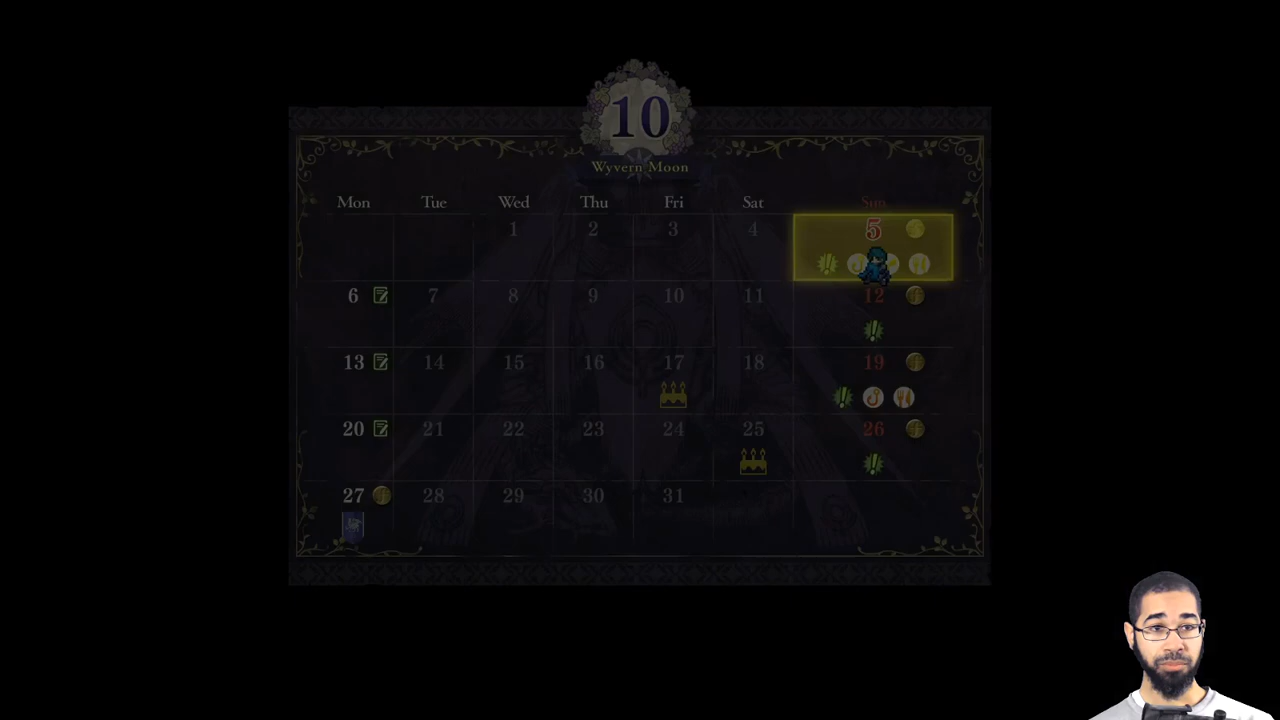 10
Wyvern Moon
Mon Tue Wed Thu Fri Sat Sun
1 2 3 4 5
6 7 8 9 10 11 12
13 14 15 16 17 18 19
20 21 22 23 24 25 26
27 28 29 30 31